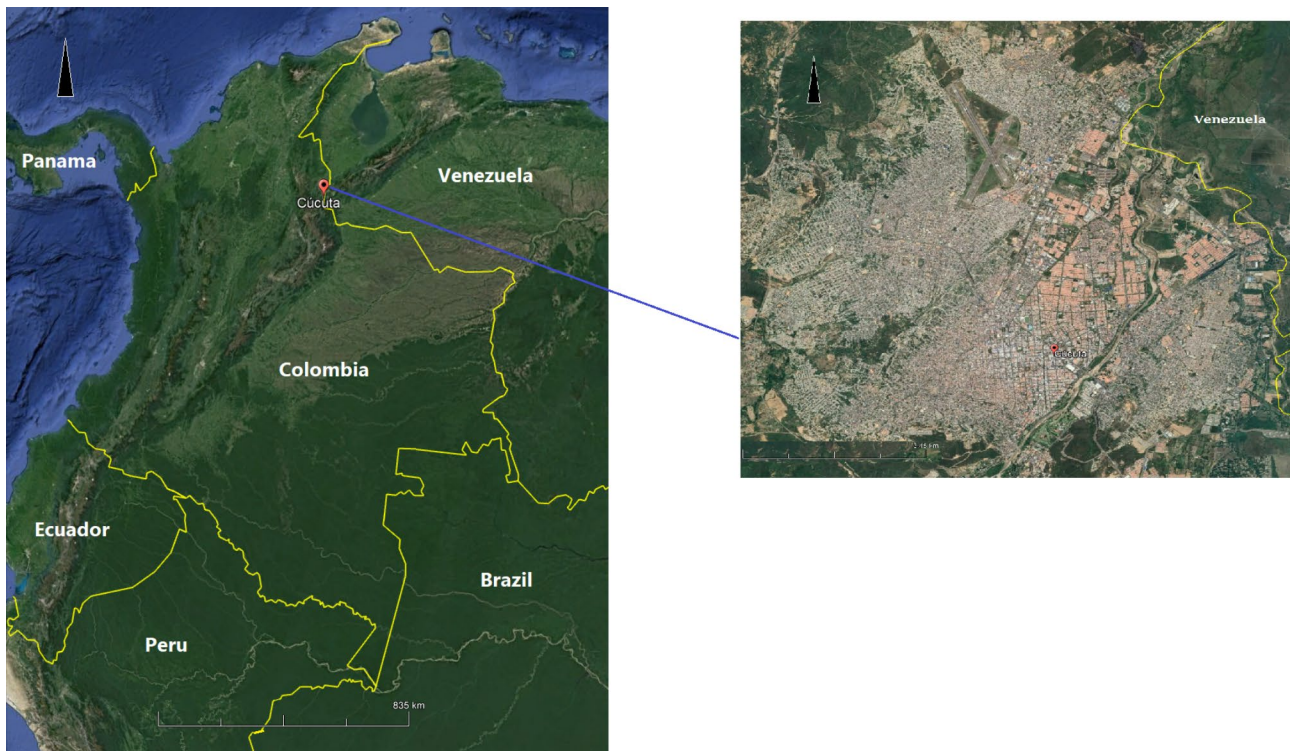 Panama
Venezuela
Cúcuta
Colombia
Ecuador
Brazil
Peru
835 km
Venezuela
Cúcuta